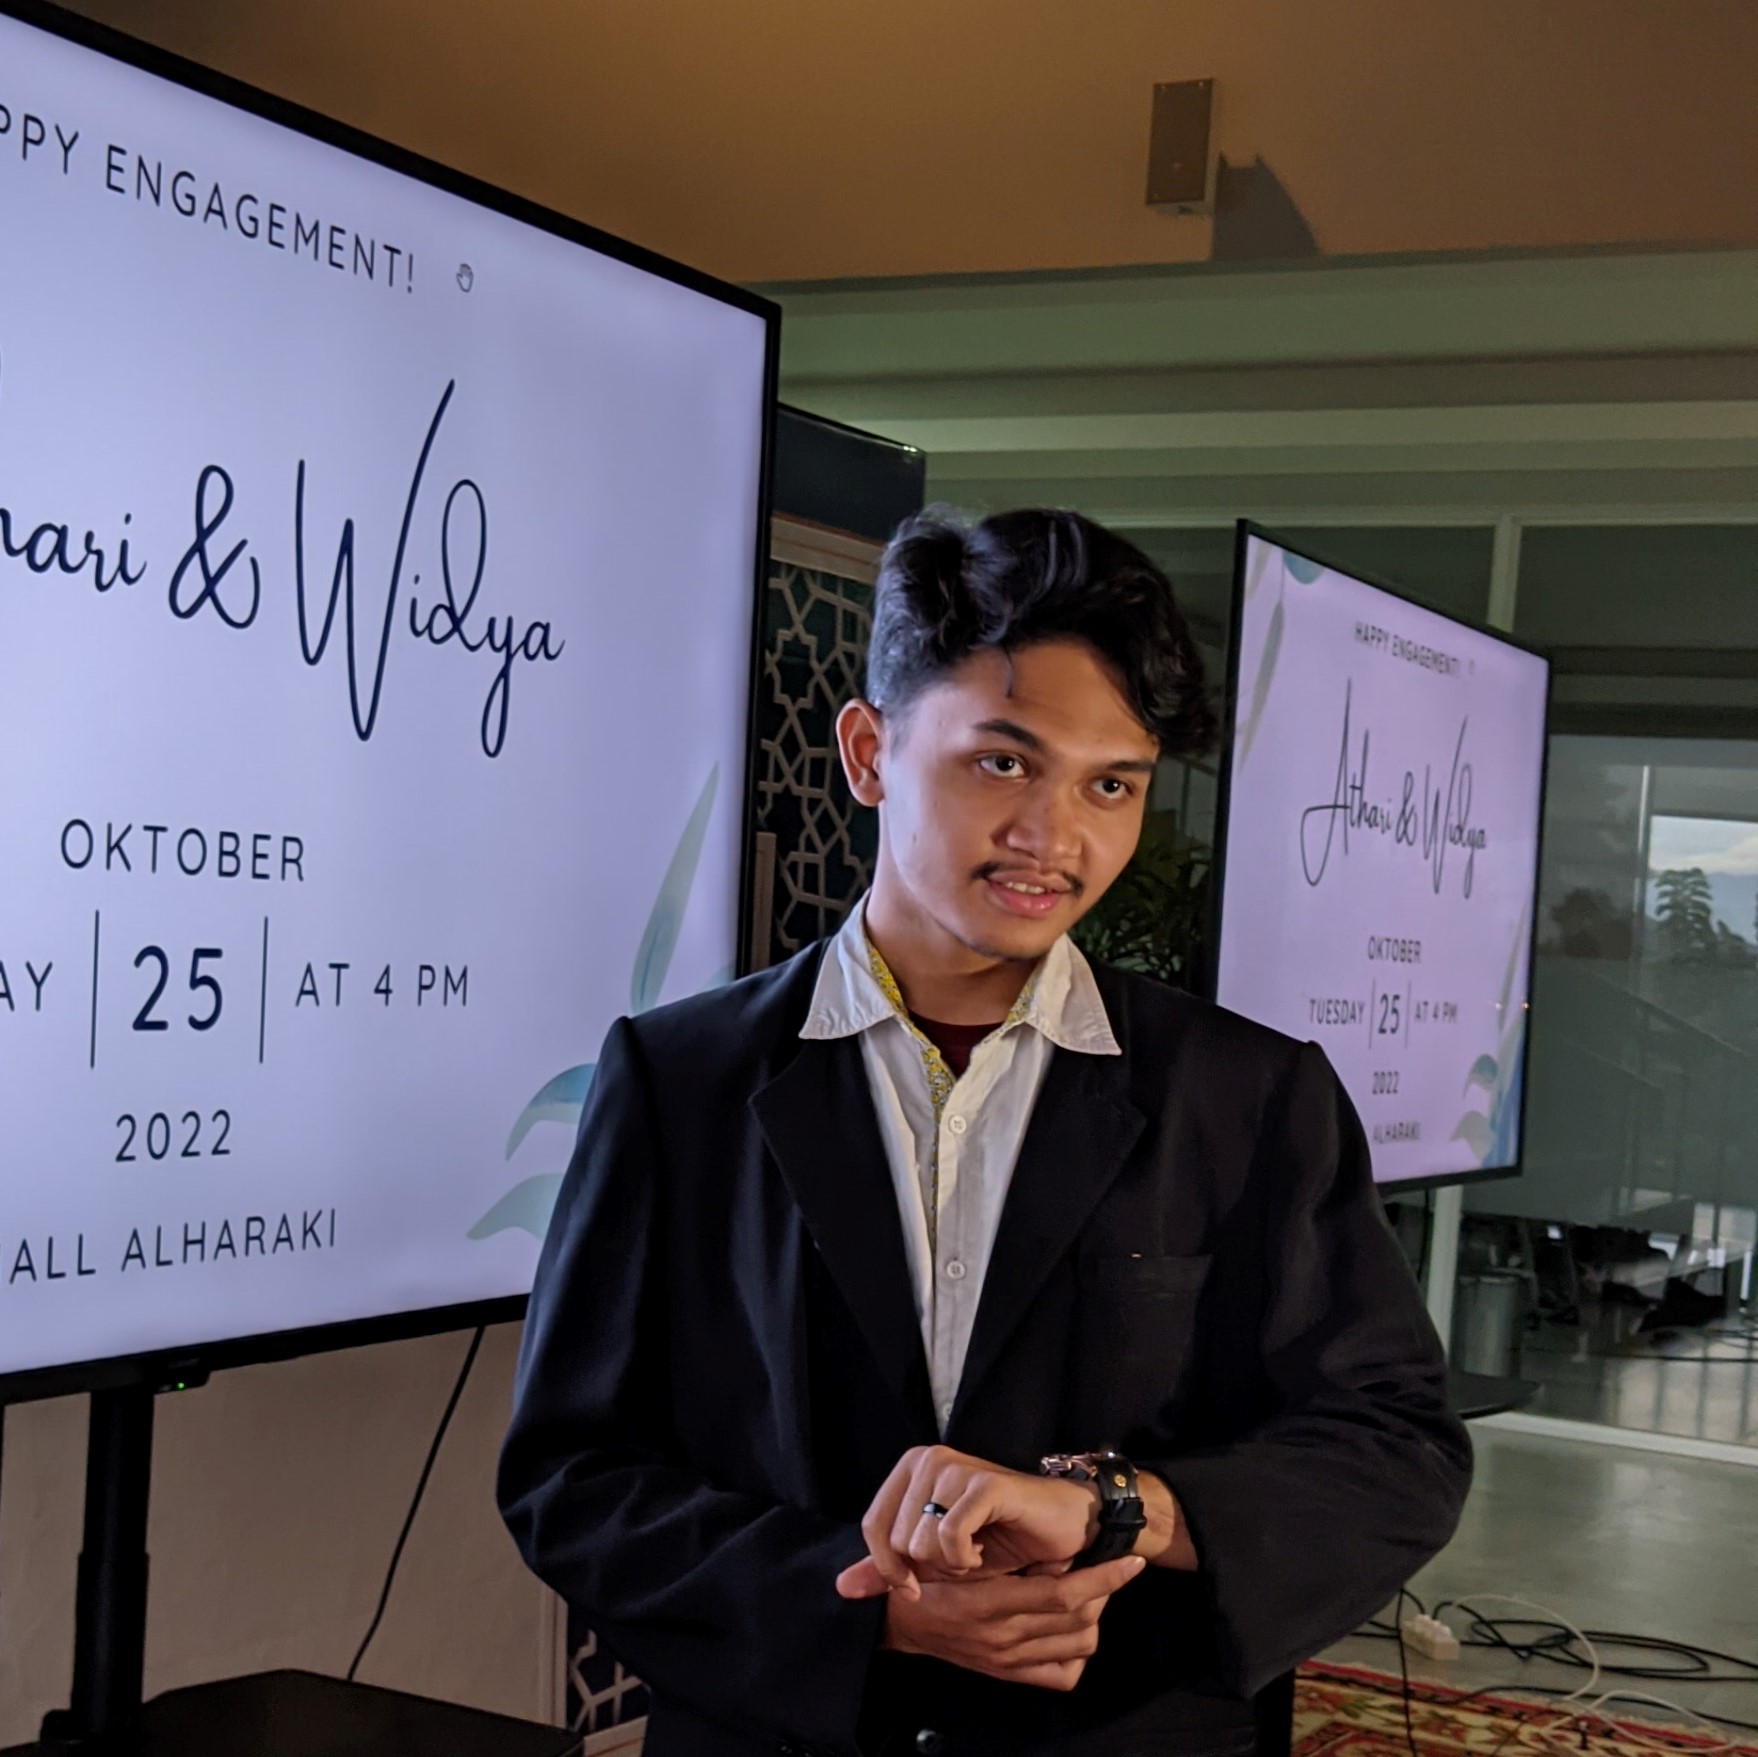 PPY ENGAGEMENT!
hari & Widya
OKTOBER
AY | 25 | AT 4 PM
2022
ALL ALHARAKI
HAPPY ENGAGEMENT!
Athari & Widya
OKTOBER
TUESDAY | 25 | AT 4 PM
2022
ALHARAKI